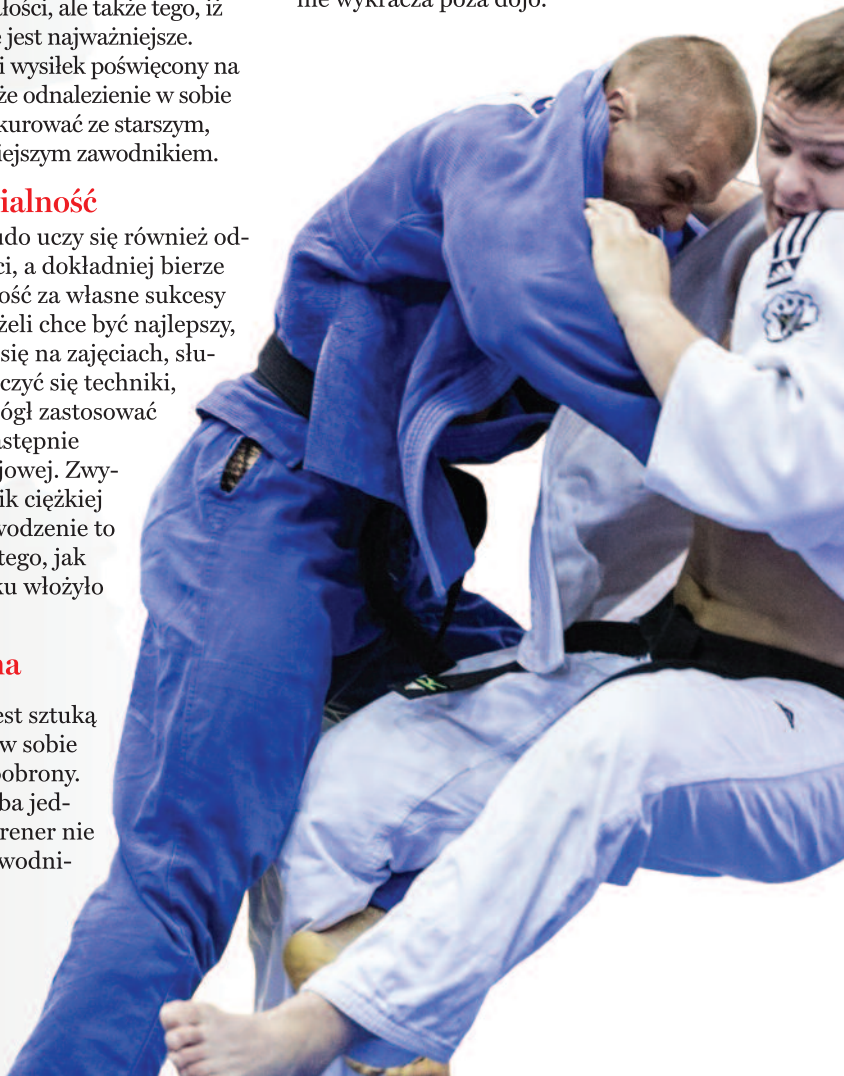 łości, ale także tego, iż
jest najważniejsze.
i wysiłek poświęcony na
że odnalezienie w sobie
kurować ze starszym,
iejszym zawodnikiem.
ialność
udo uczy się również od-
ci, a dokładniej bierze
ość za własne sukcesy
żeli chce być najlepszy,
się na zajęciach, słu-
czyć się techniki,
ógł zastosować
astępnie
jowej. Zwy-
ik ciężkiej
wodzenie to
tego, jak
ku włożyło
na
est sztuką
w sobie
obrony.
ba jed-
rener nie
wodni-
nie wykracza poza dojo.